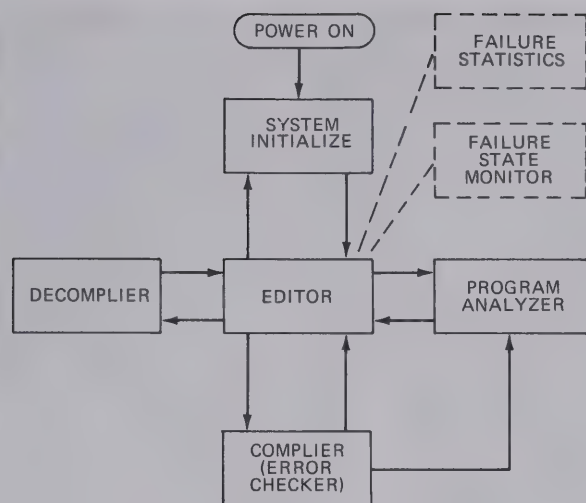 POWER ON
FAILURE
STATISTICS
SYSTEM
INITIALIZE
FAILURE
STATE
MONITOR
DECOMPLIER
EDITOR
PROGRAM
ANALYZER
COMPLIER
(ERROR
CHECKER)